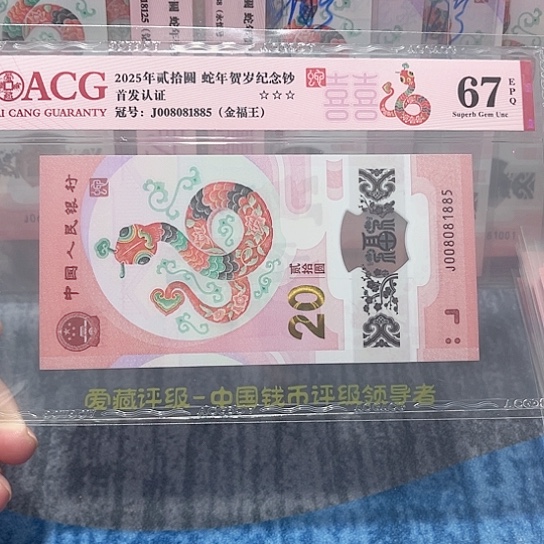 ACG
AI CANG GUARANTY
2025年贰拾圆 蛇年贺岁纪念钞
首发认证 ☆☆☆
冠号：J008081885（金福王）
67
EPQ
Superb Gem Unc
中国人民银行
贰拾圆
20
J008081885
爱藏评级-中国钱币评级领导者